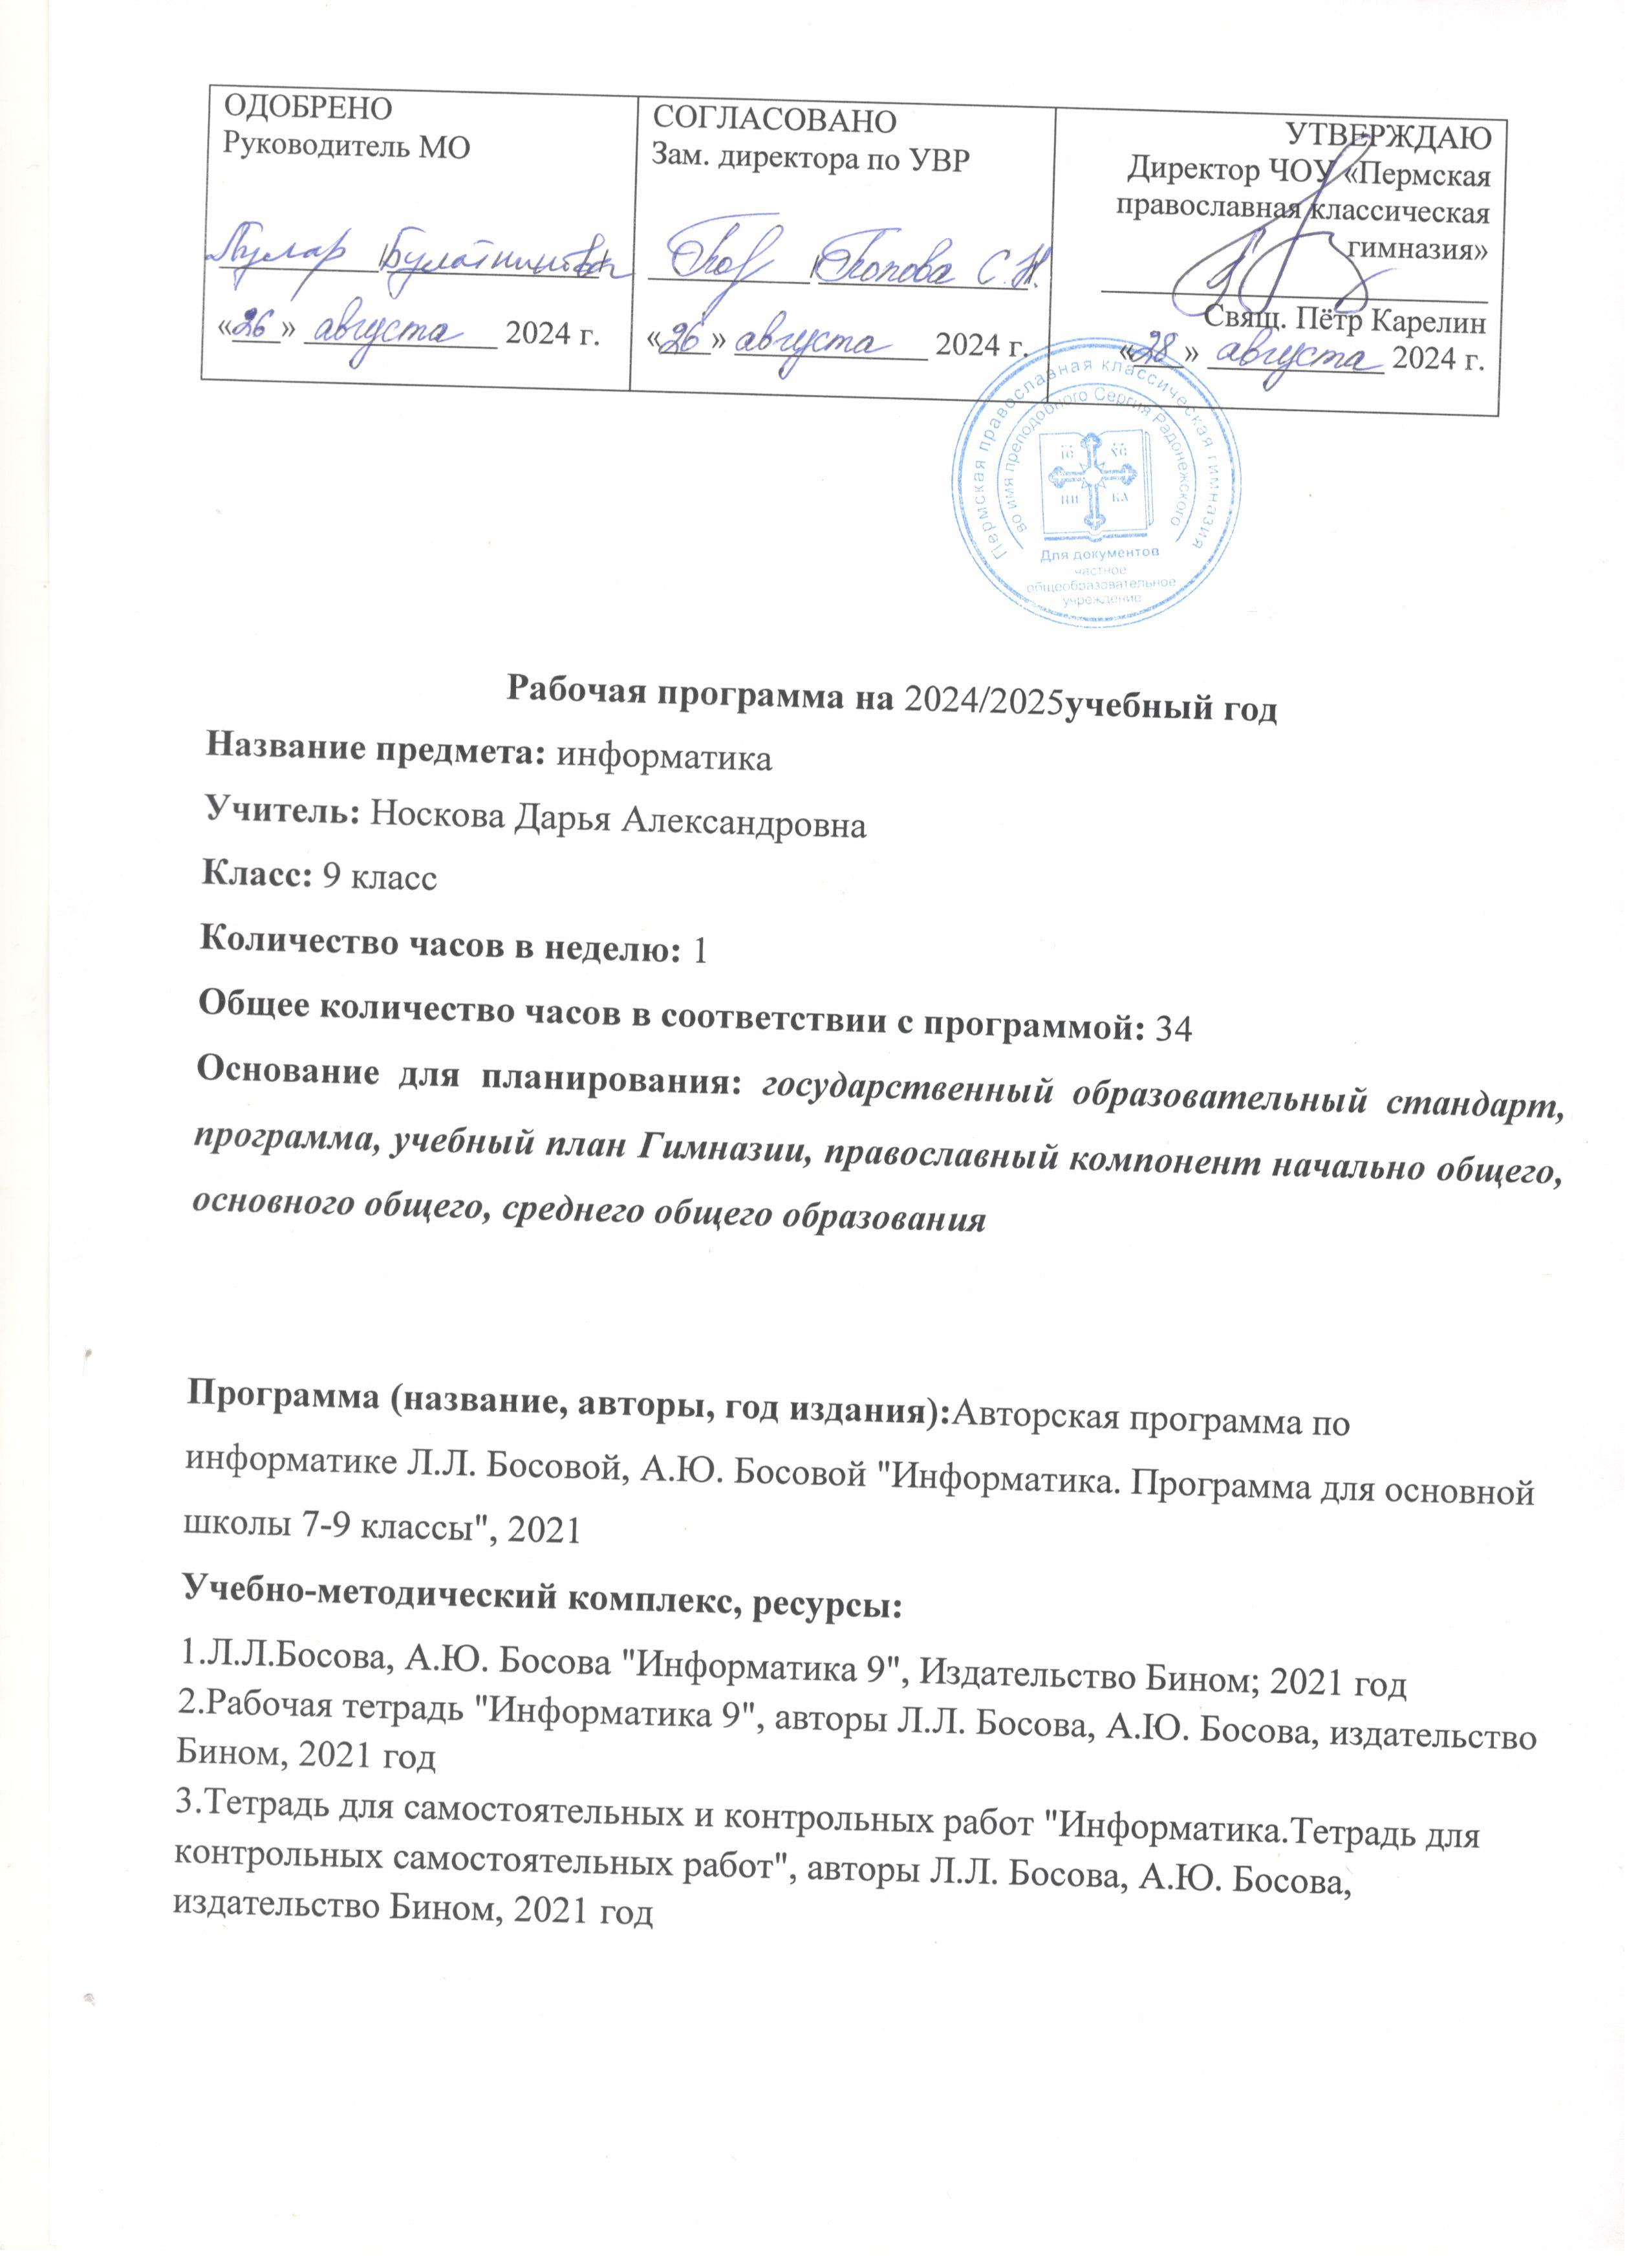 ОДОБРЕНО
Руководитель МО
«26» августа 2024 г.
СОГЛАСОВАНО
Зам. директора по УВР
Попова С.Н.
«26» августа 2024 г.
УТВЕРЖДАЮ
Директор ЧОУ «Пермская
православная классическая
гимназия»
Свящ. Пётр Карелин
«28» августа 2024 г.
Пермская православная классическая гимназия
во имя преподобного Сергия Радонежского
IC ХС
НИ КА
Для документов
частное
общеобразовательное
учреждение
Рабочая программа на 2024/2025учебный год
Название предмета: информатика
Учитель: Носкова Дарья Александровна
Класс: 9 класс
Количество часов в неделю: 1
Общее количество часов в соответствии с программой: 34
Основание для планирования: государственный образовательный стандарт,
программа, учебный план Гимназии, православный компонент начально общего,
основного общего, среднего общего образования
Программа (название, авторы, год издания):Авторская программа по
информатике Л.Л. Босовой, А.Ю. Босовой "Информатика. Программа для основной
школы 7-9 классы", 2021
Учебно-методический комплекс, ресурсы:
1.Л.Л.Босова, А.Ю. Босова "Информатика 9", Издательство Бином; 2021 год
2.Рабочая тетрадь "Информатика 9", авторы Л.Л. Босова, А.Ю. Босова, издательство
Бином, 2021 год
3.Тетрадь для самостоятельных и контрольных работ "Информатика.Тетрадь для
контрольных самостоятельных работ", авторы Л.Л. Босова, А.Ю. Босова,
издательство Бином, 2021 год